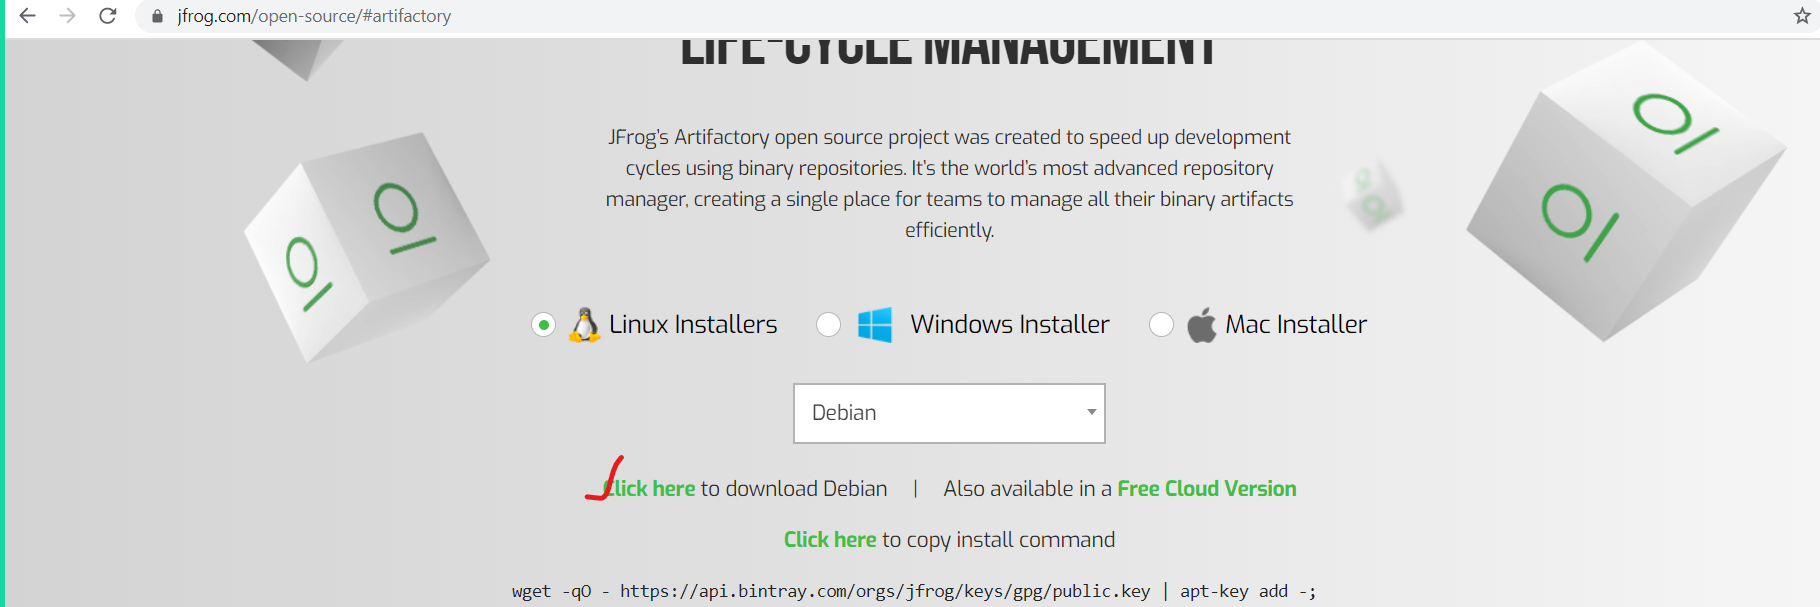 jfrog.com/open-source/#artifactory
LIFE-CYCLE MANAGEMENT
JFrog's Artifactory open source project was created to speed up development
cycles using binary repositories. It's the world's most advanced repository
manager, creating a single place for teams to manage all their binary artifacts
efficiently.
Linux Installers Windows Installer Mac Installer
Debian
Click here to download Debian | Also available in a Free Cloud Version
Click here to copy install command
wget -qO - https://api.bintray.com/orgs/jfrog/keys/gpg/public.key | apt-key add -;